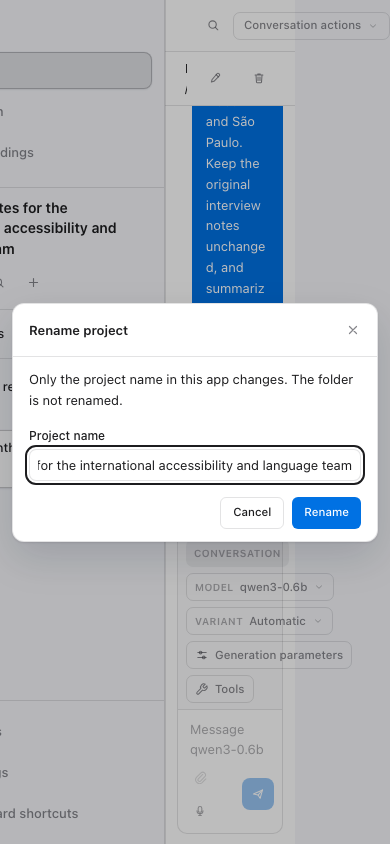 Conversation actions
dings
tes for the
accessibility and
am
and São
Paulo.
Keep the
original
interview
notes
unchange
d, and
summariz
Rename project
Only the project name in this app changes. The folder
is not renamed.
Project name
for the international accessibility and language team
Cancel
Rename
CONVERSATION
MODEL qwen3-0.6b
VARIANT Automatic
Generation parameters
Tools
Message
qwen3-0.6b
gs
ard shortcuts